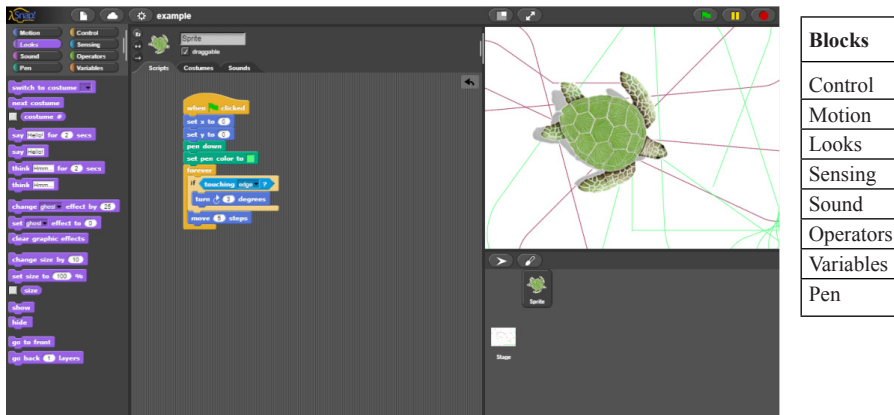 Snap! example
Motion Control
Looks Sensing
Sound Operators
Pen Variables
switch to costume
next costume
costume #
say Hello! for 2 secs
say Hello!
think Hmm... for 2 secs
think Hmm...
change ghost effect by 25
set ghost effect to 0
clear graphic effects
change size by 10
set size to 100 %
size
show
hide
go to front
go back 1 layers
Sprite
draggable
Scripts Costumes Sounds
when clicked
set x to 0
set y to 0
pen down
set pen color to
forever
if touching edge ?
turn 3 degrees
move 5 steps
Sprite
Stage
Blocks
Control
Motion
Looks
Sensing
Sound
Operators
Variables
Pen